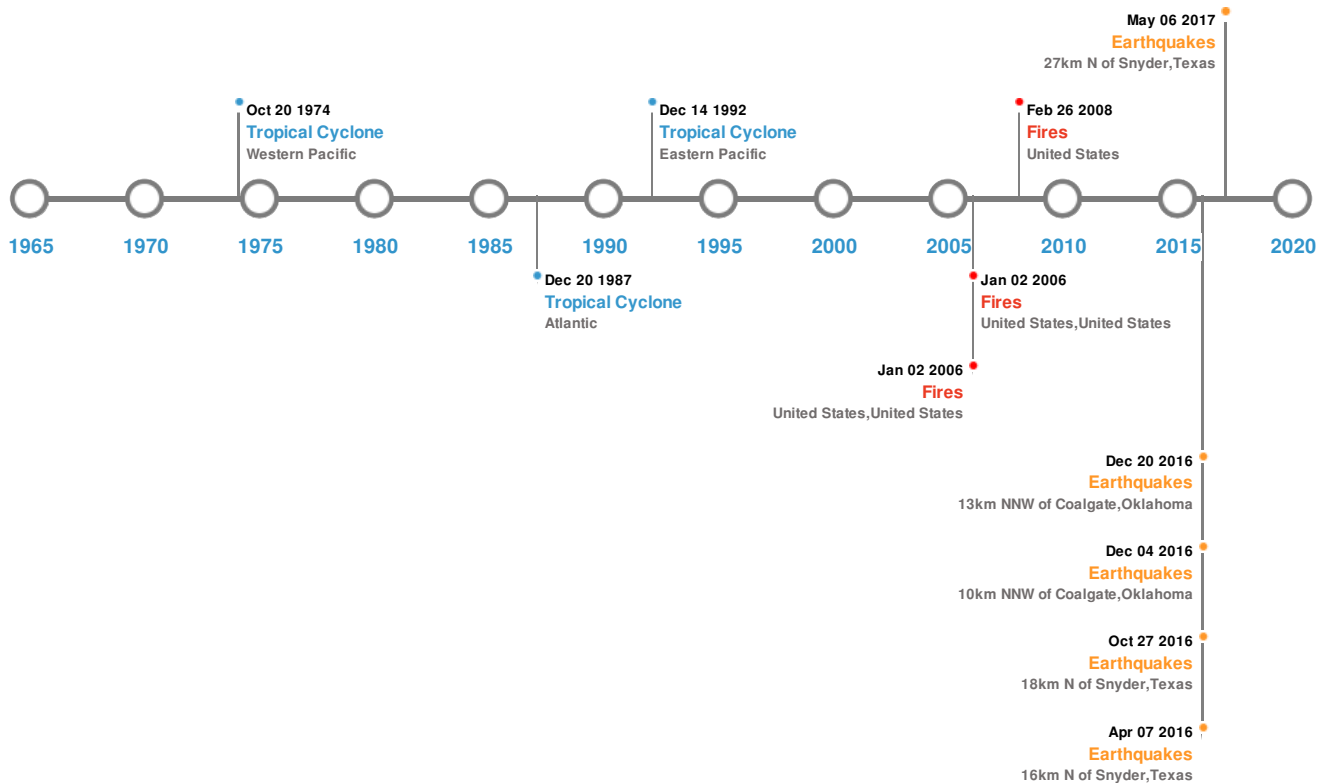 May 06 2017
Earthquakes
27km N of Snyder,Texas
Oct 20 1974
Tropical Cyclone
Western Pacific
Dec 14 1992
Tropical Cyclone
Eastern Pacific
Feb 26 2008
Fires
United States
1965 1970 1975 1980 1985 1990 1995 2000 2005 2010 2015 2020
Dec 20 1987
Tropical Cyclone
Atlantic
Jan 02 2006
Fires
United States,United States
Jan 02 2006
Fires
United States,United States
Dec 20 2016
Earthquakes
13km NNW of Coalgate,Oklahoma
Dec 04 2016
Earthquakes
10km NNW of Coalgate,Oklahoma
Oct 27 2016
Earthquakes
18km N of Snyder,Texas
Apr 07 2016
Earthquakes
16km N of Snyder,Texas